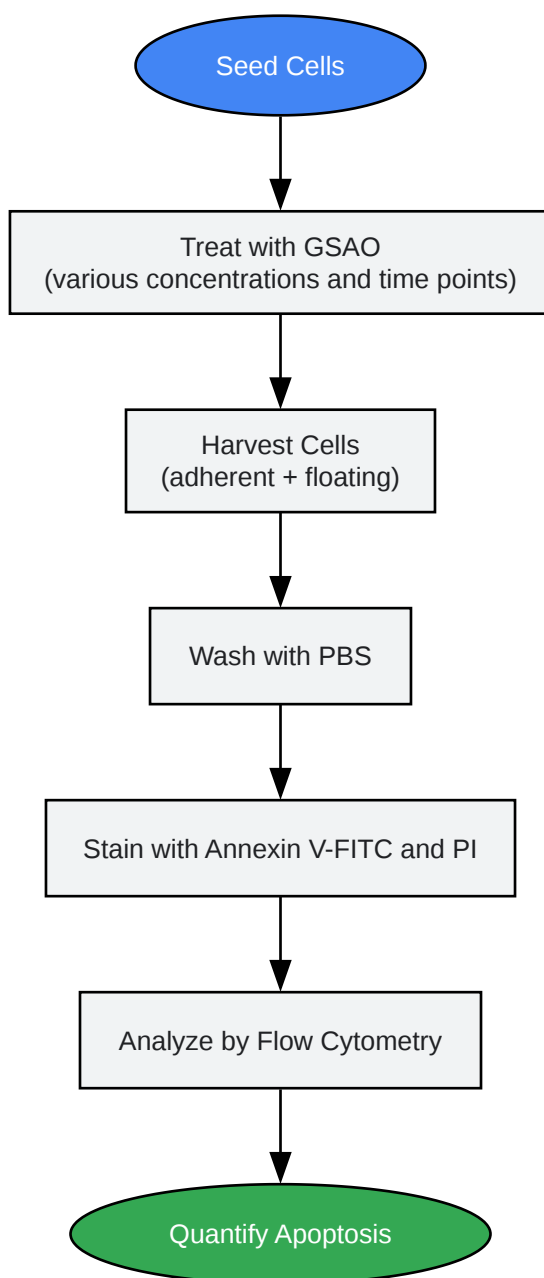 Seed Cells
Treat with GSAO
(various concentrations and time points)
Harvest Cells
(adherent + floating)
Wash with PBS
Stain with Annexin V-FITC and PI
Analyze by Flow Cytometry
Quantify Apoptosis